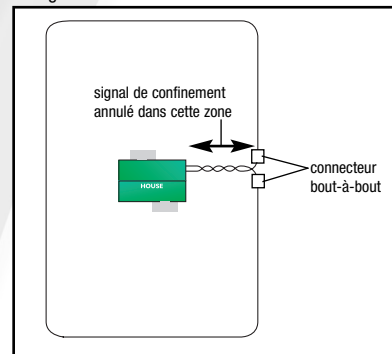 signal de confinement
annulé dans cette zone
HOUSE
connecteur
bout-à-bout